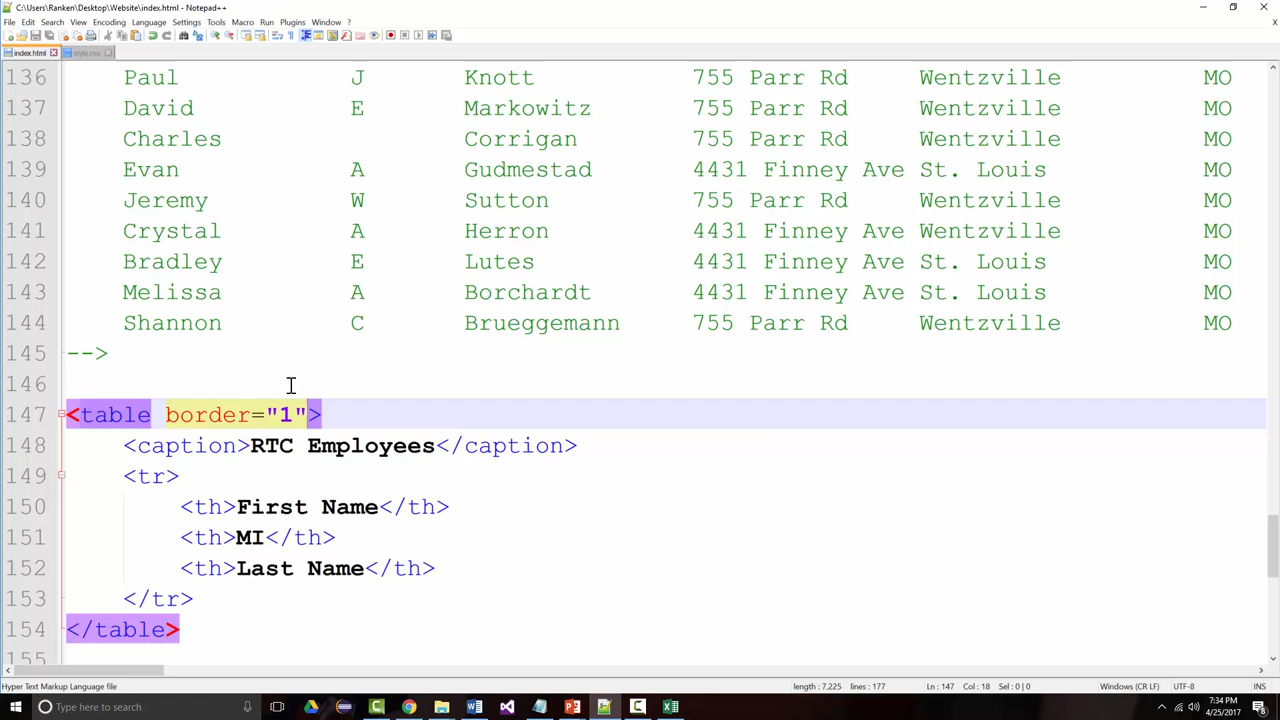 C:\Users\Ranken\Desktop\Website\index.html - Notepad++
File Edit Search View Encoding Language Settings Tools Macro Run Plugins Window ?
X
index.html style.css
136 Paul J Knott 755 Parr Rd Wentzville MO
137 David E Markowitz 755 Parr Rd Wentzville MO
138 Charles Corrigan 755 Parr Rd Wentzville MO
139 Evan A Gudmestad 4431 Finney Ave St. Louis MO
140 Jeremy W Sutton 755 Parr Rd Wentzville MO
141 Crystal A Herron 4431 Finney Ave Wentzville MO
142 Bradley E Lutes 4431 Finney Ave St. Louis MO
143 Melissa A Borchardt 4431 Finney Ave St. Louis MO
144 Shannon C Brueggemann 755 Parr Rd Wentzville MO
145 -->
146
147 <table border="1">
148 <caption>RTC Employees</caption>
149 <tr>
150 <th>First Name</th>
151 <th>MI</th>
152 <th>Last Name</th>
153 </tr>
154 </table>
155
Hyper Text Markup Language file length : 7,225 lines : 177 Ln : 147 Col : 18 Sel : 0 | 0 Windows (CR LF) UTF-8 INS
Type here to search
7:34 PM
4/25/2017